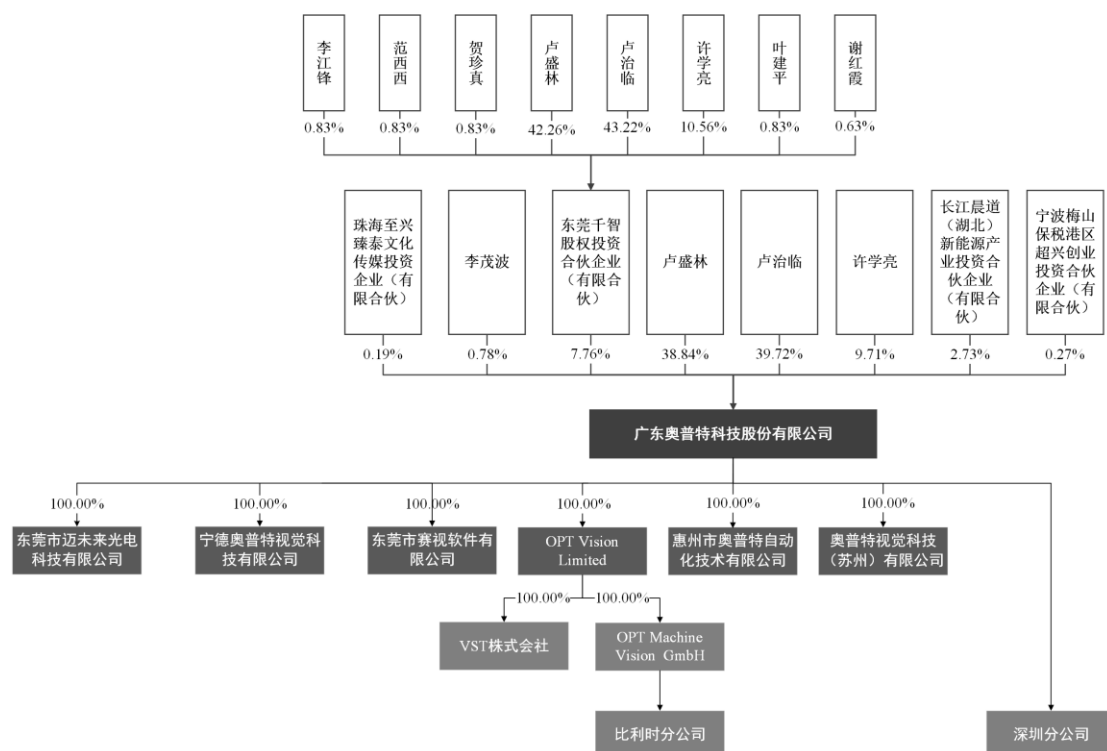 李江锋
范西西
贺珍真
卢盛林
卢治临
许学亮
叶建平
谢红霞
0.83%
0.83%
0.83%
42.26%
43.22%
10.56%
0.83%
0.63%
珠海至兴
臻泰文化
传媒投资
企业（有
限合伙）
李茂波
东莞千智
股权投资
合伙企业
（有限合
伙）
卢盛林
卢治临
许学亮
长江晨道
（湖北）
新能源产
业投资合
伙企业
（有限合
伙）
宁波梅山
保税港区
超兴创业
投资合伙
企业（有
限合伙）
0.19%
0.78%
7.76%
38.84%
39.72%
9.71%
2.73%
0.27%
广东奥普特科技股份有限公司
100.00%
100.00%
100.00%
100.00%
100.00%
100.00%
东莞市迈未来光电
科技有限公司
宁德奥普特视觉科
技有限公司
东莞市赛视软件有
限公司
OPT Vision
Limited
惠州市奥普特自动
化技术有限公司
奥普特视觉科技
（苏州）有限公司
100.00%
100.00%
VST株式会社
OPT Machine
Vision GmbH
比利时分公司
深圳分公司